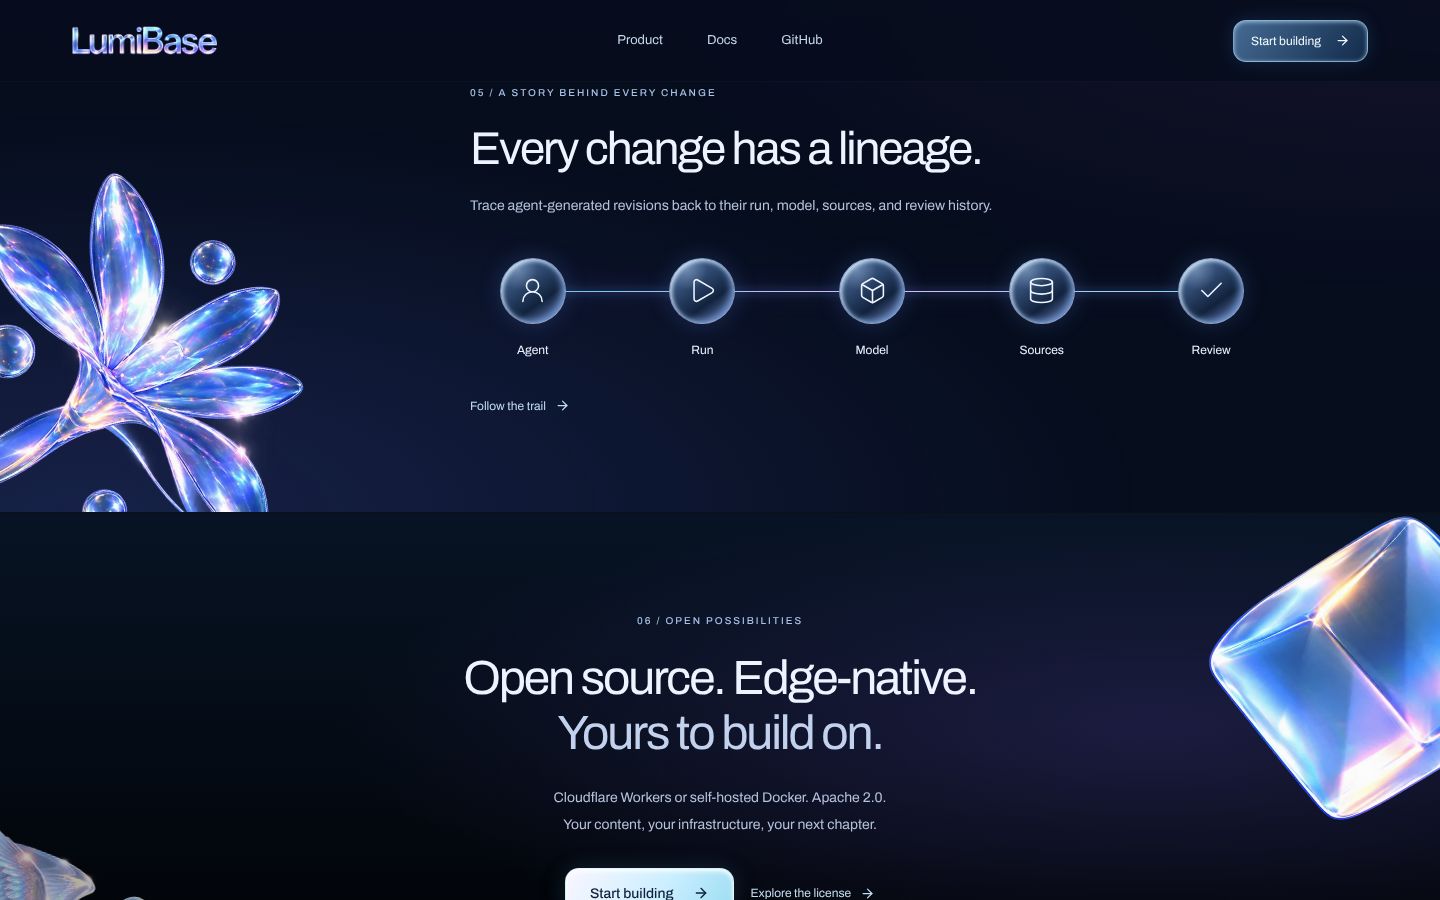 LumiBase
Product
Docs
GitHub
Start building
05 / A STORY BEHIND EVERY CHANGE
Every change has a lineage.
Trace agent-generated revisions back to their run, model, sources, and review history.
Agent
Run
Model
Sources
Review
Follow the trail
06 / OPEN POSSIBILITIES
Open source. Edge-native.
Yours to build on.
Cloudflare Workers or self-hosted Docker. Apache 2.0.
Your content, your infrastructure, your next chapter.
Start building
Explore the license